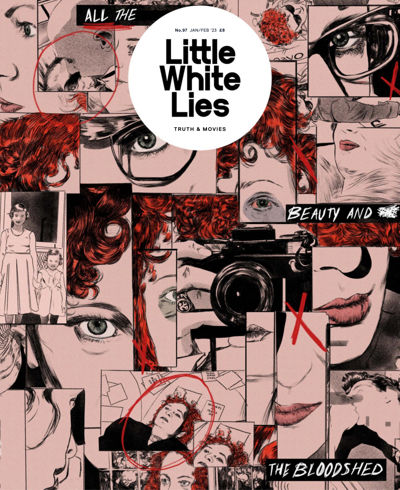 ALL THE
No.97 JAN/FEB '23 £8
Little
White
Lies
TRUTH & MOVIES
BEAUTY AND
THE BLOODSHED